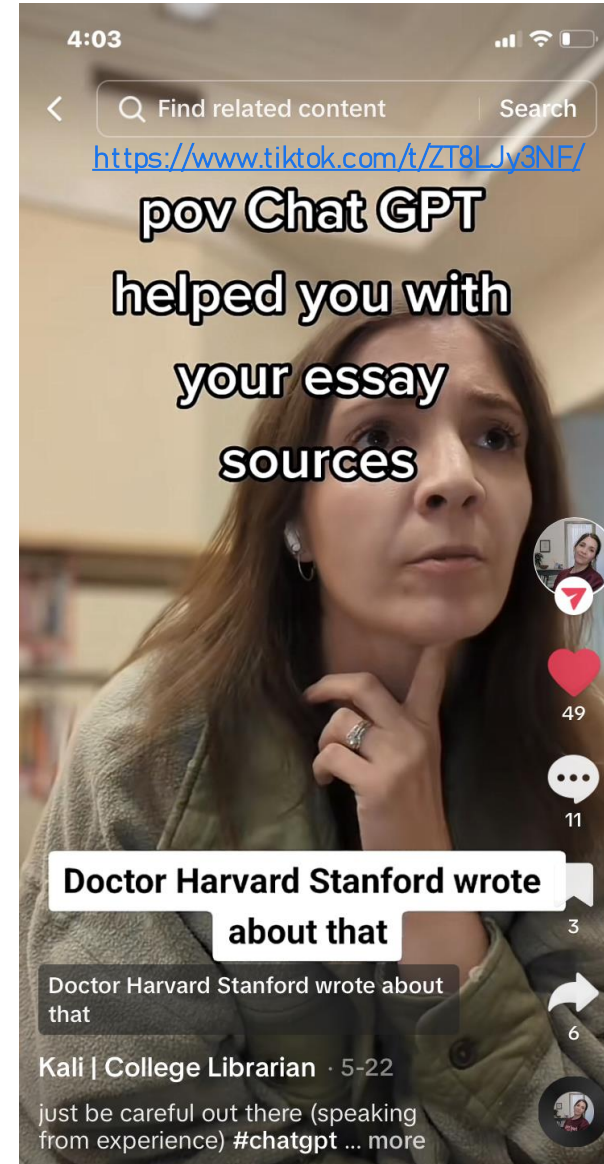 4:03
Find related content Search
https://www.tiktok.com/t/ZT8LJy3NF/
pov Chat GPT
helped you with
your essay
sources
49
11
Doctor Harvard Stanford wrote
about that
3
Doctor Harvard Stanford wrote about
that
6
Kali | College Librarian · 5-22
just be careful out there (speaking
from experience) #chatgpt ... more